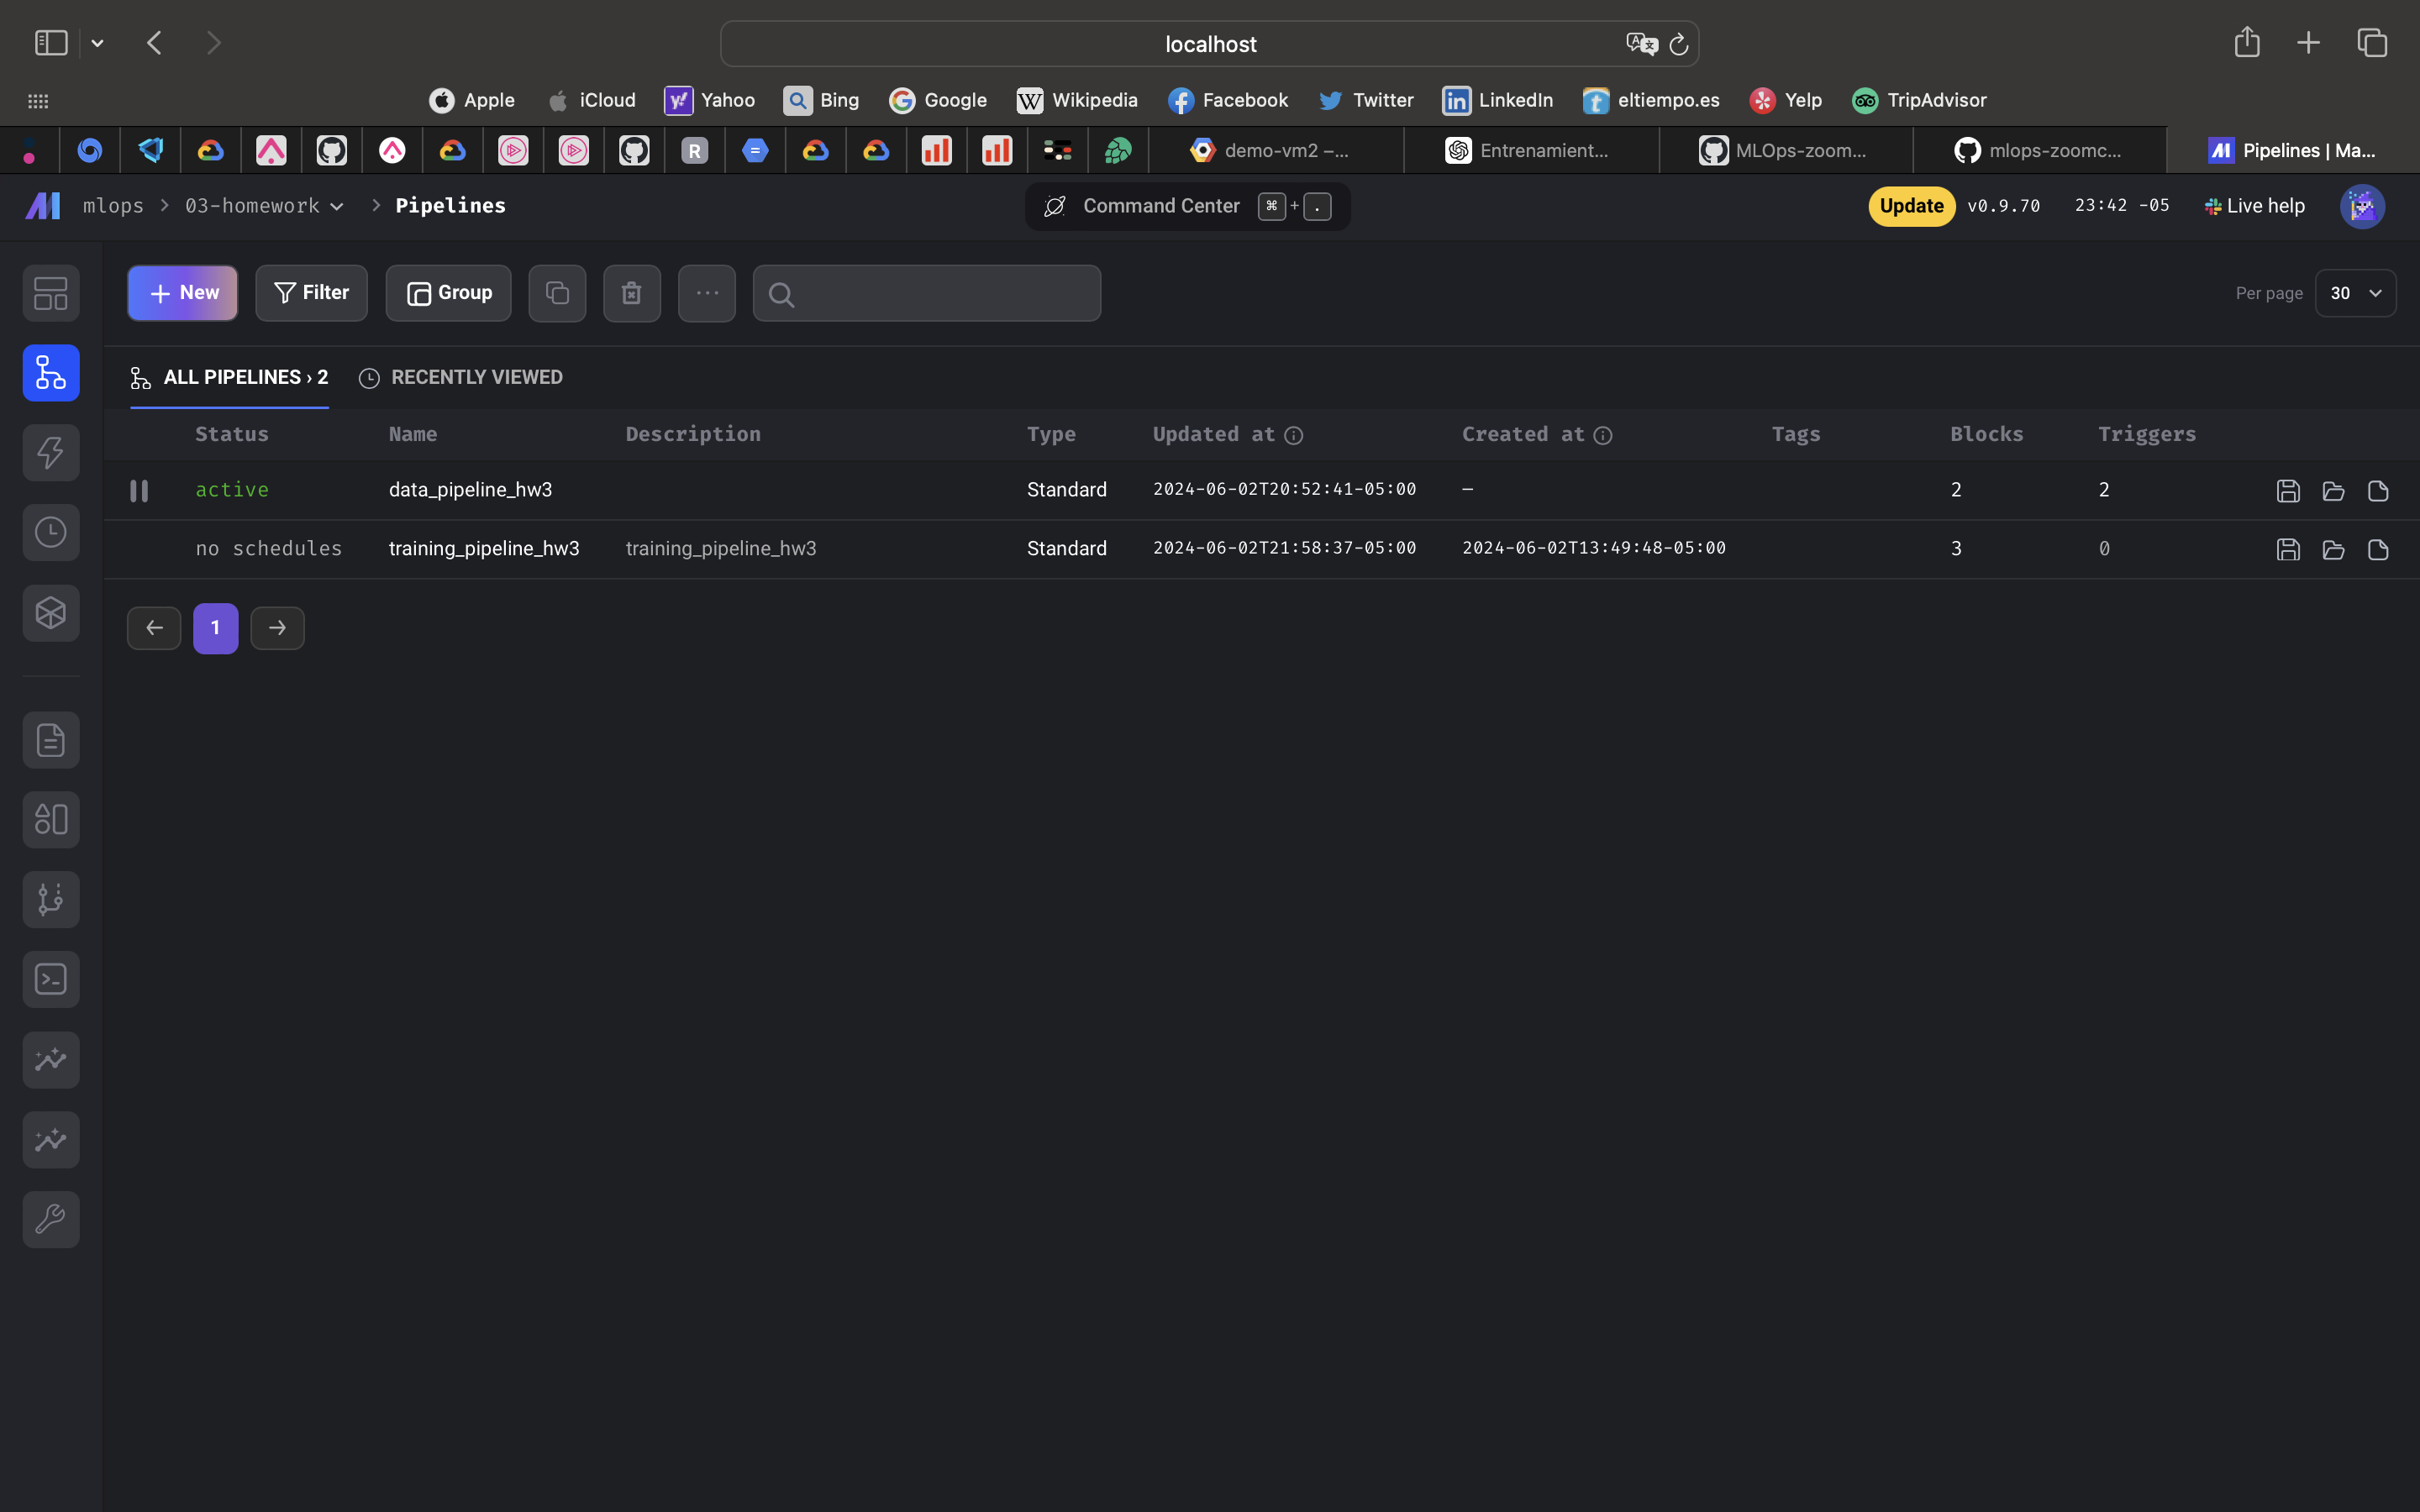 localhost
Apple iCloud Yahoo Bing Google Wikipedia Facebook Twitter LinkedIn eltiempo.es Yelp TripAdvisor
demo-vm2 –... Entrenamient... MLOps-zoom... mlops-zoomc... Pipelines | Ma...
mlops > 03-homework > Pipelines Command Center ⌘ + . Update v0.9.70 23:42 -05 Live help
New Filter Group ... Per page 30
ALL PIPELINES › 2 RECENTLY VIEWED
Status Name Description Type Updated at Created at Tags Blocks Triggers
active data_pipeline_hw3 Standard 2024-06-02T20:52:41-05:00 — 2 2
no schedules training_pipeline_hw3 training_pipeline_hw3 Standard 2024-06-02T21:58:37-05:00 2024-06-02T13:49:48-05:00 3 0
1